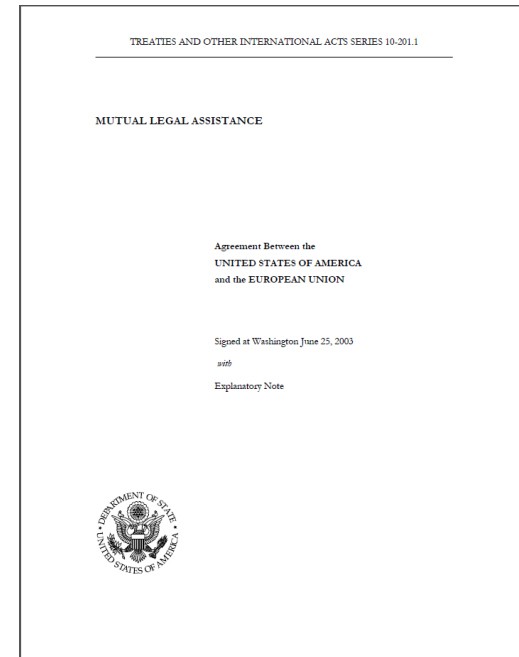 TREATIES AND OTHER INTERNATIONAL ACTS SERIES 10-201.1
MUTUAL LEGAL ASSISTANCE
Agreement Between the
UNITED STATES OF AMERICA
and the EUROPEAN UNION
Signed at Washington June 25, 2003
with
Explanatory Note
DEPARTMENT OF STATE
UNITED STATES OF AMERICA